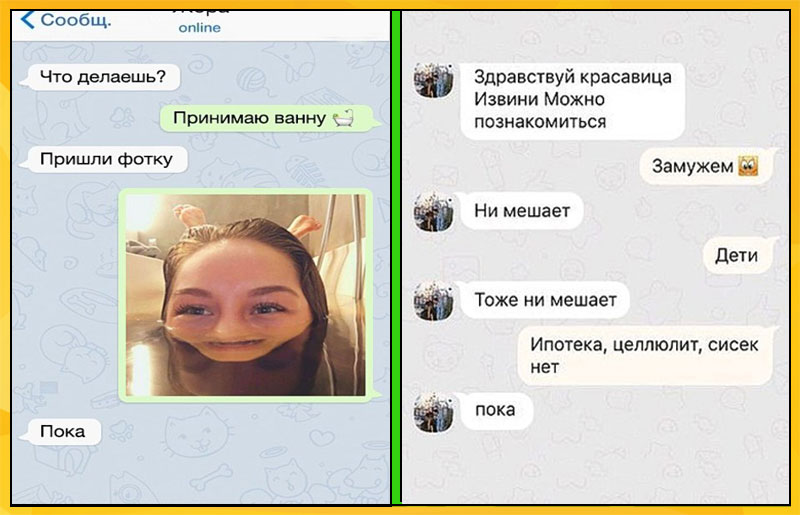 Сообщ.
online
Что делаешь?
Принимаю ванну
Пришли фотку
Пока
Здравствуй красавица
Извини Можно
познакомиться
Замужем
Ни мешает
Дети
Тоже ни мешает
Ипотека, целлюлит, сисек
нет
пока